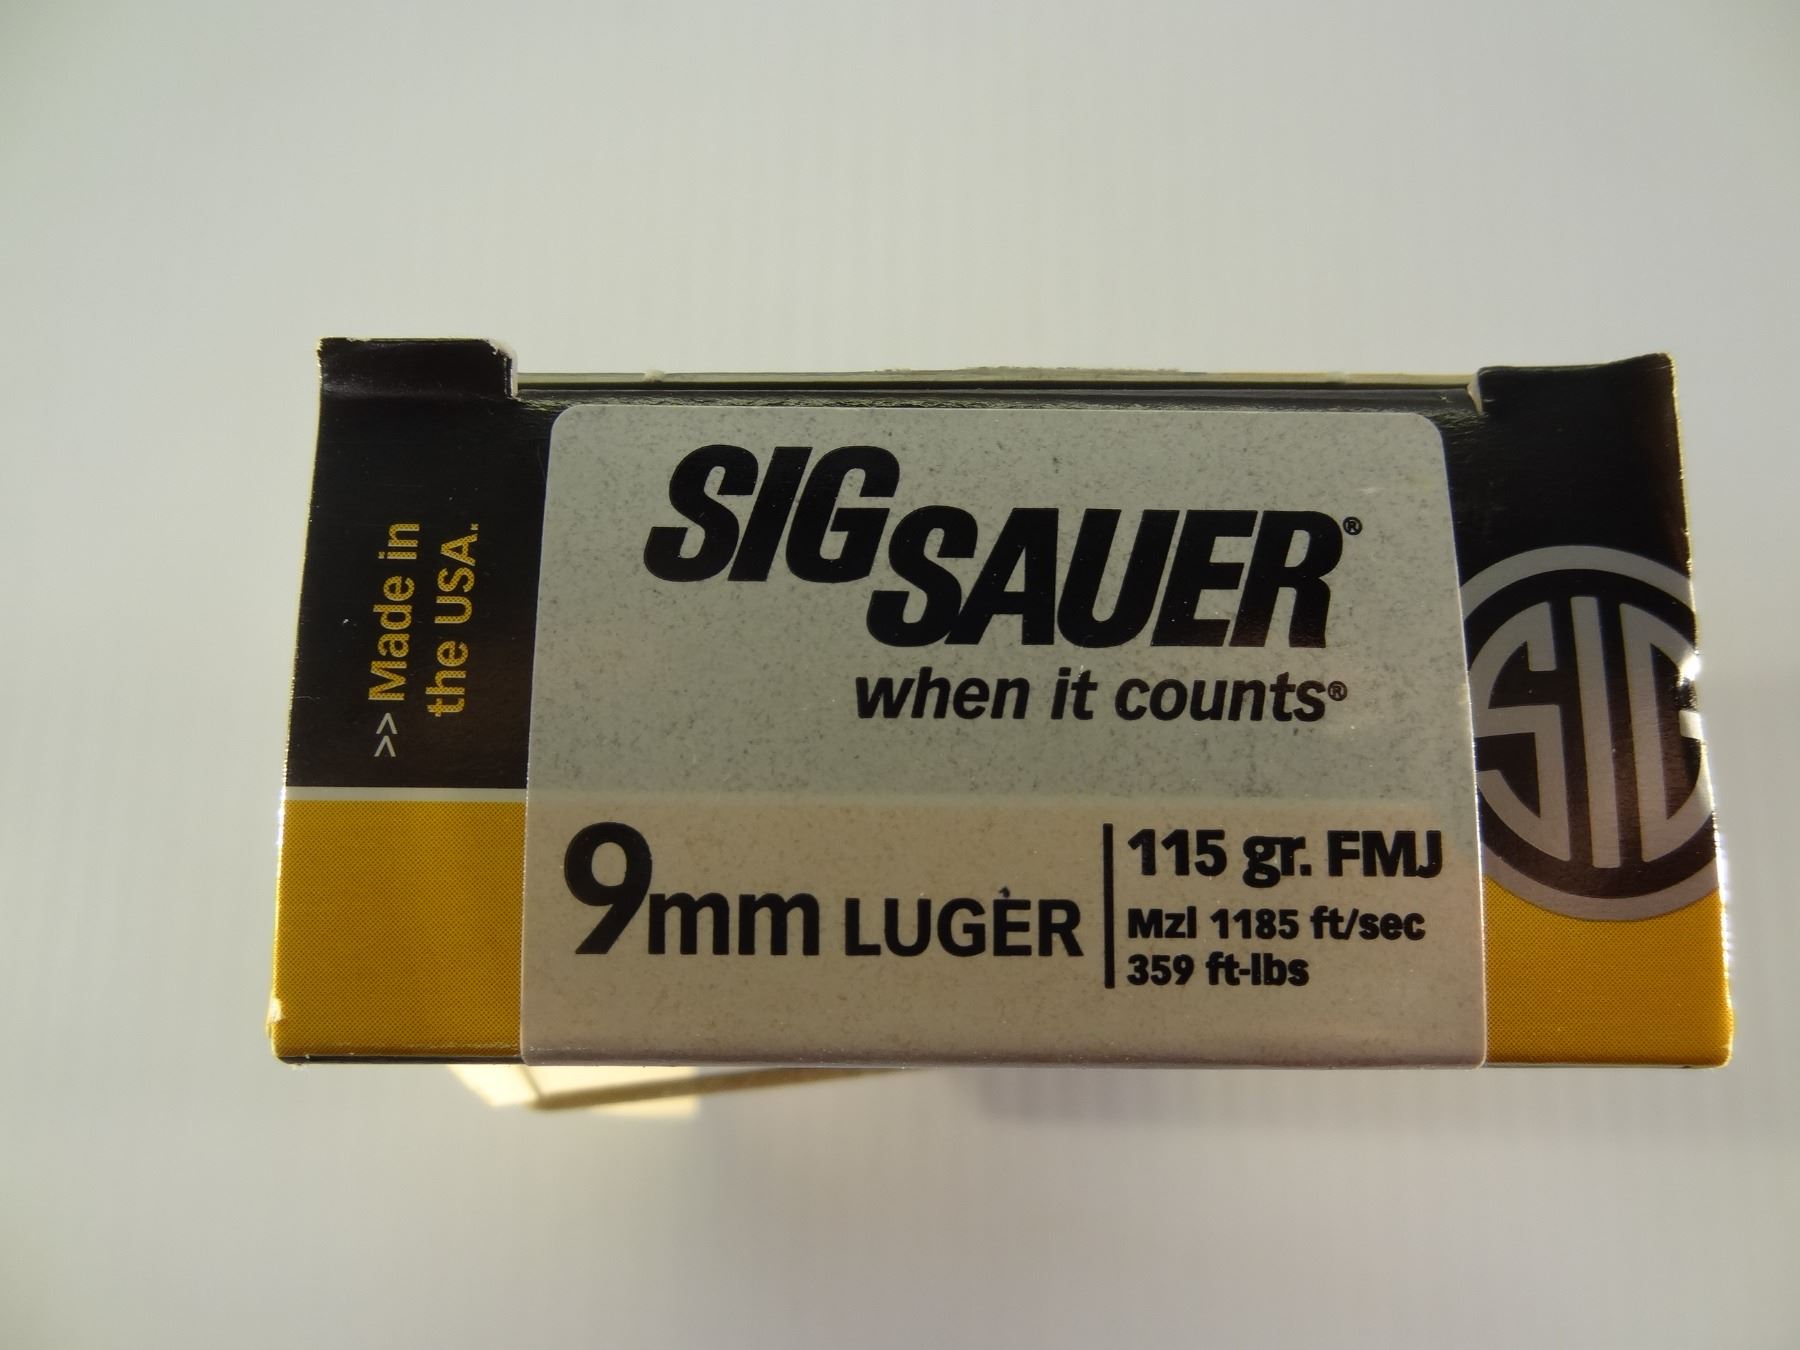 >> Made in
the USA.
SIG SAUER®
when it counts®
9mm LUGER
115 gr. FMJ
Mzl 1185 ft/sec
359 ft-lbs
SIG